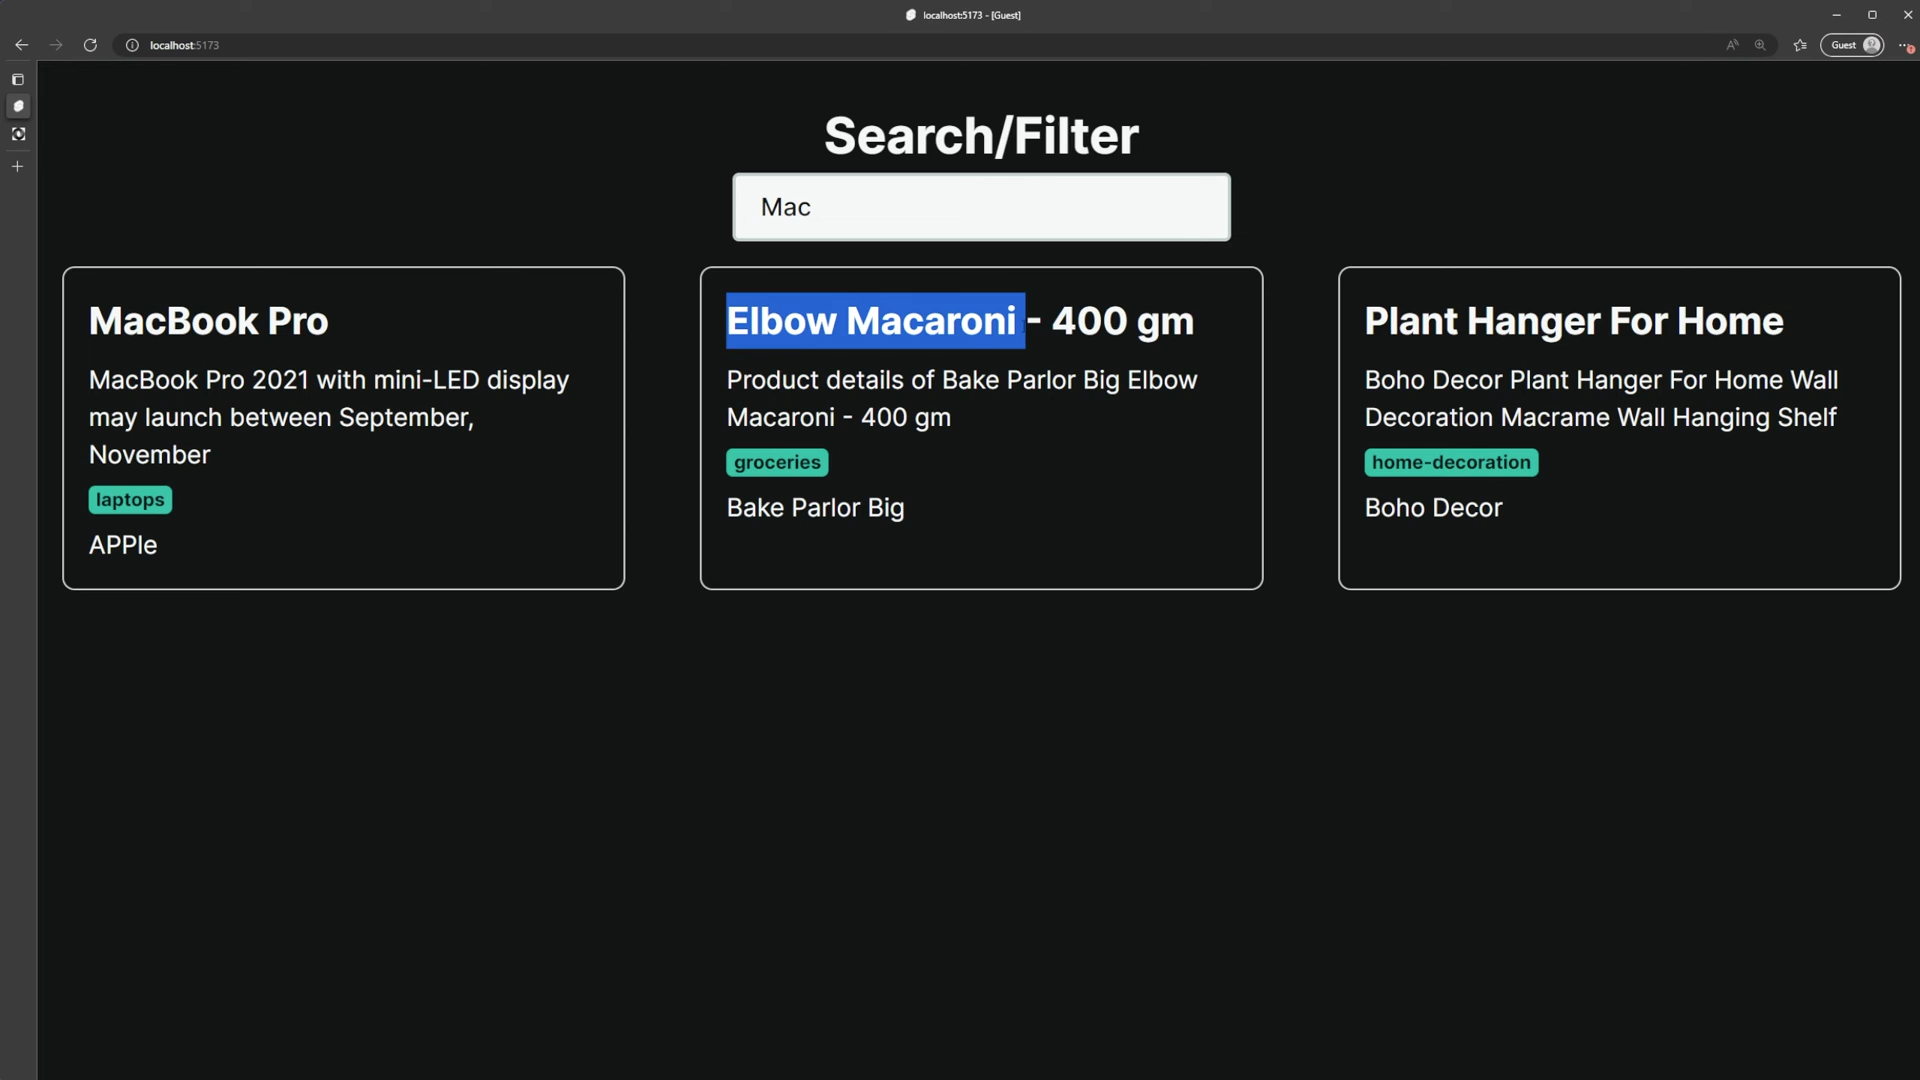 localhost:5173 - [Guest]
localhost:5173
Guest
Search/Filter
Mac
MacBook Pro
MacBook Pro 2021 with mini-LED display
may launch between September,
November
laptops
APPle
Elbow Macaroni - 400 gm
Product details of Bake Parlor Big Elbow
Macaroni - 400 gm
groceries
Bake Parlor Big
Plant Hanger For Home
Boho Decor Plant Hanger For Home Wall
Decoration Macrame Wall Hanging Shelf
home-decoration
Boho Decor